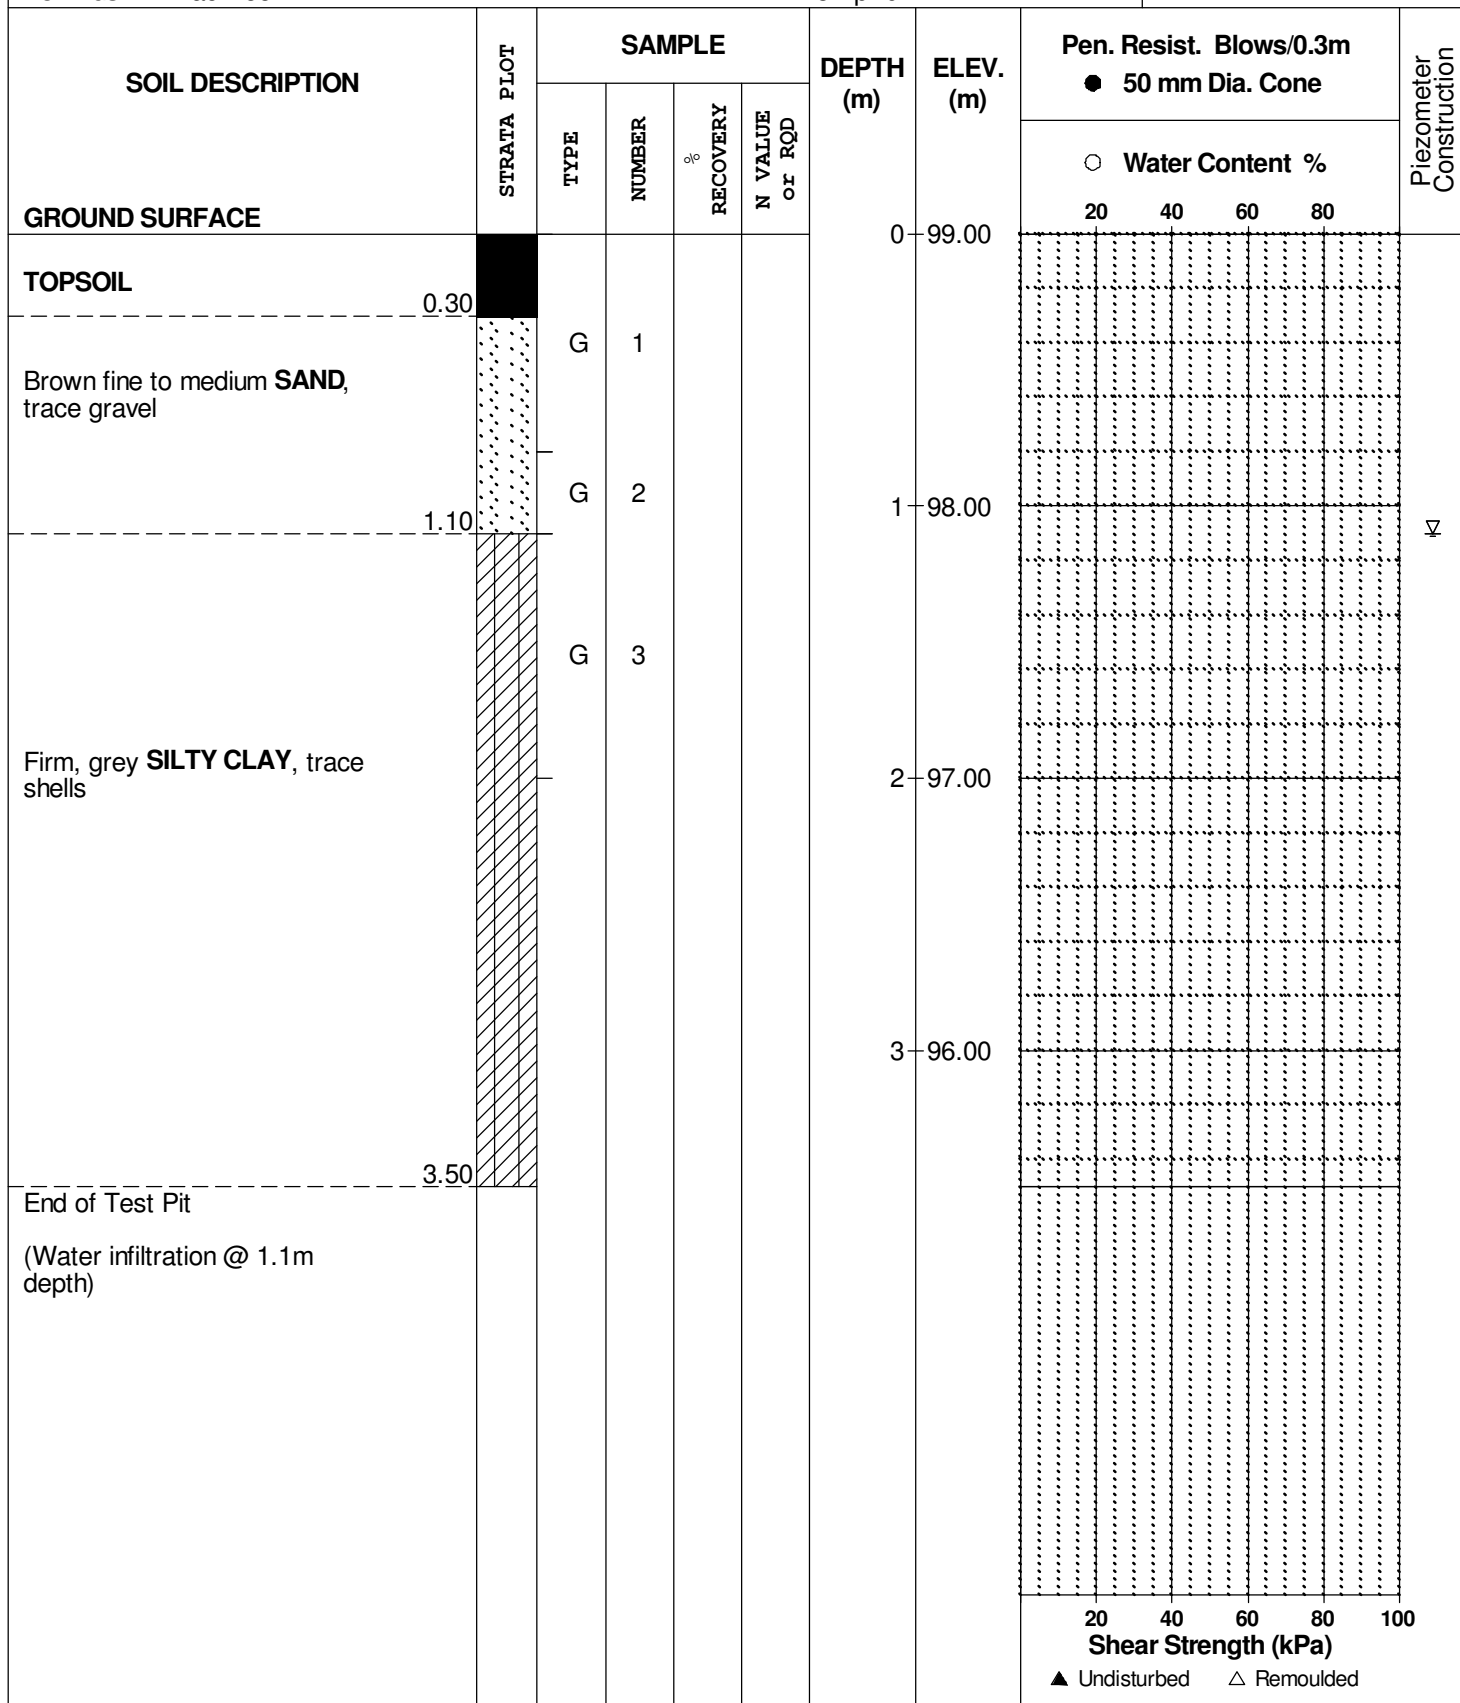 SOIL DESCRIPTION
GROUND SURFACE
STRATA PLOT
SAMPLE
TYPE
NUMBER
%
RECOVERY
N VALUE
or RQD
DEPTH
(m)
ELEV.
(m)
Pen. Resist. Blows/0.3m
● 50 mm Dia. Cone
○ Water Content %
20 40 60 80
Piezometer
Construction
0 99.00
TOPSOIL
0.30
G 1
Brown fine to medium SAND,
trace gravel
G 2
1 98.00
1.10
G 3
Firm, grey SILTY CLAY, trace
shells
2 97.00
3 96.00
3.50
End of Test Pit
(Water infiltration @ 1.1m
depth)
20 40 60 80 100
Shear Strength (kPa)
▲ Undisturbed △ Remoulded